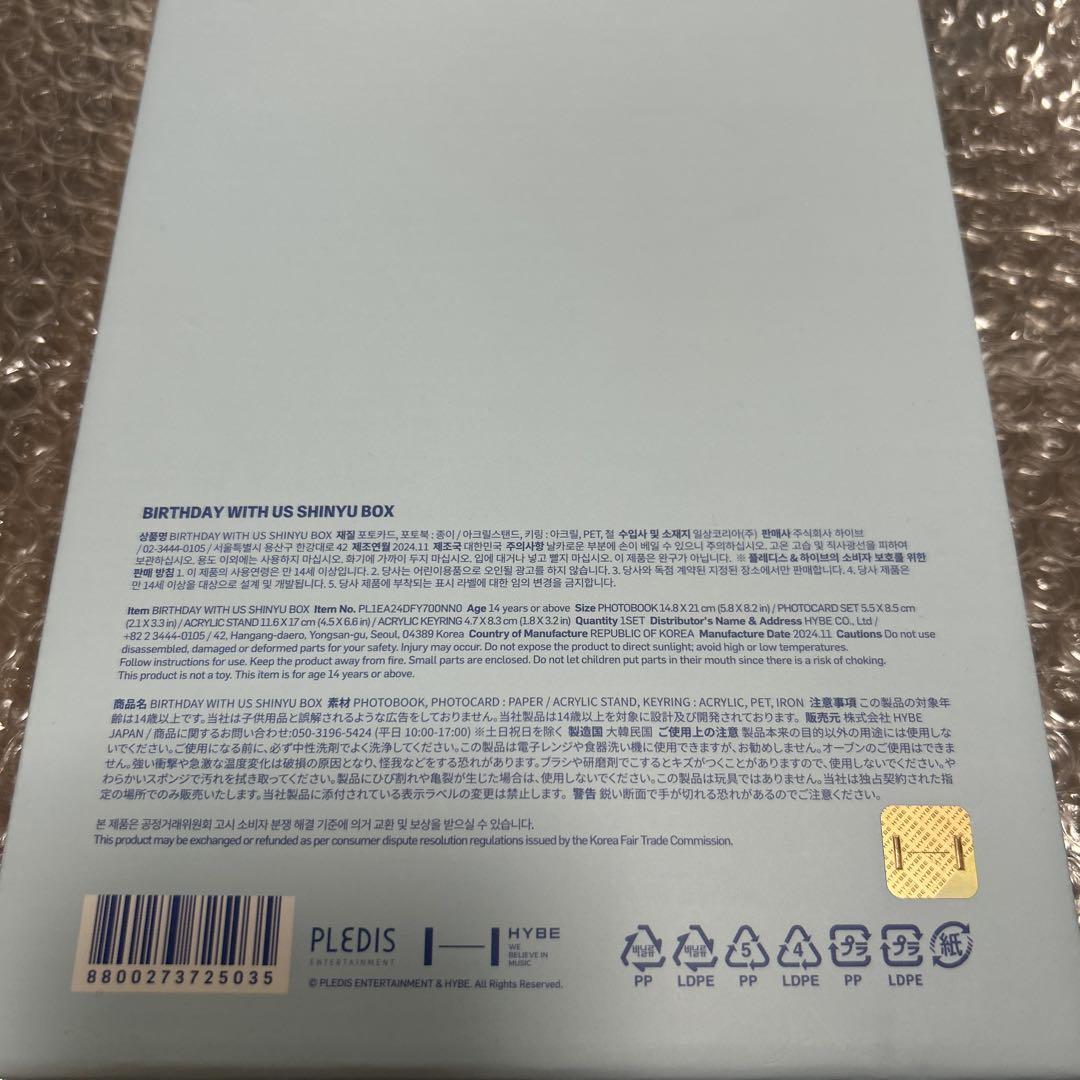 BIRTHDAY WITH US SHINYU BOX
상품명 BIRTHDAY WITH US SHINYU BOX 재질 포토카드, 포토북 : 종이 / 아크릴스탠드, 키링 : 아크릴, PET, 철 수입사 및 소재지 일상코리아(주) 판매사 주식회사 하이브
/ 02-3444-0105 / 서울특별시 용산구 한강대로 42 제조연월 2024.11 제조국 대한민국 주의사항 날카로운 부분에 손이 베일 수 있으니 주의하십시오. 고온 고습 및 직사광선을 피하여
보관하십시오. 용도 이외에는 사용하지 마십시오. 화기에 가까이 두지 마십시오. 입에 대거나 넣고 빨지 마십시오. 이 제품은 완구가 아닙니다. ※ 플레디스 & 하이브의 소비자 보호를 위한
판매 방침 1. 이 제품의 사용연령은 만 14세 이상입니다. 2. 당사는 어린이용품으로 오인될 광고를 하지 않습니다. 3. 당사와 독점 계약된 지정된 장소에서만 판매합니다. 4. 당사 제품은
만 14세 이상을 대상으로 설계 및 개발됩니다. 5. 당사 제품에 부착되는 표시 라벨에 대한 임의 변경을 금지합니다.
Item BIRTHDAY WITH US SHINYU BOX Item No. PL1EA24DFY700NN0 Age 14 years or above Size PHOTOBOOK 14.8 X 21 cm (5.8 X 8.2 in) / PHOTOCARD SET 5.5 X 8.5 cm
(2.1 X 3.3 in) / ACRYLIC STAND 11.6 X 17 cm (4.5 X 6.6 in) / ACRYLIC KEYRING 4.7 X 8.3 cm (1.8 X 3.2 in) Quantity 1SET Distributor's Name & Address HYBE CO., Ltd /
+82 2 3444-0105 / 42, Hangang-daero, Yongsan-gu, Seoul, 04389 Korea Country of Manufacture REPUBLIC OF KOREA Manufacture Date 2024.11 Cautions Do not use
disassembled, damaged or deformed parts for your safety. Injury may occur. Do not expose the product to direct sunlight; avoid high or low temperatures.
Follow instructions for use. Keep the product away from fire. Small parts are enclosed. Do not let children put parts in their mouth since there is a risk of choking.
This product is not a toy. This item is for age 14 years or above.
商品名 BIRTHDAY WITH US SHINYU BOX 素材 PHOTOBOOK, PHOTOCARD : PAPER / ACRYLIC STAND, KEYRING : ACRYLIC, PET, IRON 注意事項 この製品の対象年
齢は14歳以上です。当社は子供用品と誤解されるような広告をしておりません。当社製品は14歳以上を対象に設計及び開発されております。 販売元 株式会社 HYBE
JAPAN / 商品に関するお問い合わせ:050-3196-5424 (平日 10:00-17:00) ※土日祝日を除く 製造国 大韓民国 ご使用上の注意 製品本来の目的以外の用途には使用しな
いでください。ご使用になる前に、必ず中性洗剤でよく洗浄してください。この製品は電子レンジや食器洗い機に使用できますが、お勧めしません。オーブンのご使用はできま
せん。強い衝撃や急激な温度変化は破損の原因となり、怪我などをする恐れがあります。ブラシや研磨剤でこするとキズがつくことがありますので、使用しないでください。や
わらかいスポンジで汚れを拭き取ってください。製品にひび割れや亀裂が生じた場合は、使用しないでください。この製品は玩具ではありません。当社は独占契約された指
定の場所でのみ販売いたします。当社製品に添付されている表示ラベルの変更は禁止します。 警告 鋭い断面で手が切れる恐れがあるのでご注意ください。
본 제품은 공정거래위원회 고시 소비자 분쟁 해결 기준에 의거 교환 및 보상을 받으실 수 있습니다.
This product may be exchanged or refunded as per consumer dispute resolution regulations issued by the Korea Fair Trade Commission.
8800273725035
PLEDIS
ENTERTAINMENT
HYBE
WE
BELIEVE IN
MUSIC
© PLEDIS ENTERTAINMENT & HYBE. All Rights Reserved.
비닐류 비닐류 5 4 プラ プラ 紙
PP LDPE PP LDPE PP LDPE
HYBE HYBE HYBE